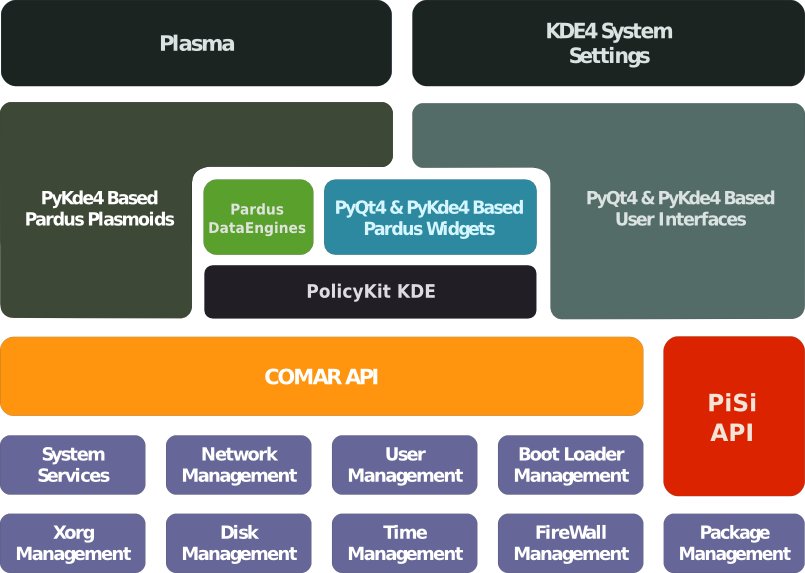 Plasma
KDE4 System
Settings
PyKde4 Based
Pardus Plasmoids
Pardus
DataEngines
PyQt4 & PyKde4 Based
Pardus Widgets
PyQt4 & PyKde4 Based
User Interfaces
PolicyKit KDE
COMAR API
PiSi
API
System
Services
Network
Management
User
Management
Boot Loader
Management
Xorg
Management
Disk
Management
Time
Management
FireWall
Management
Package
Management